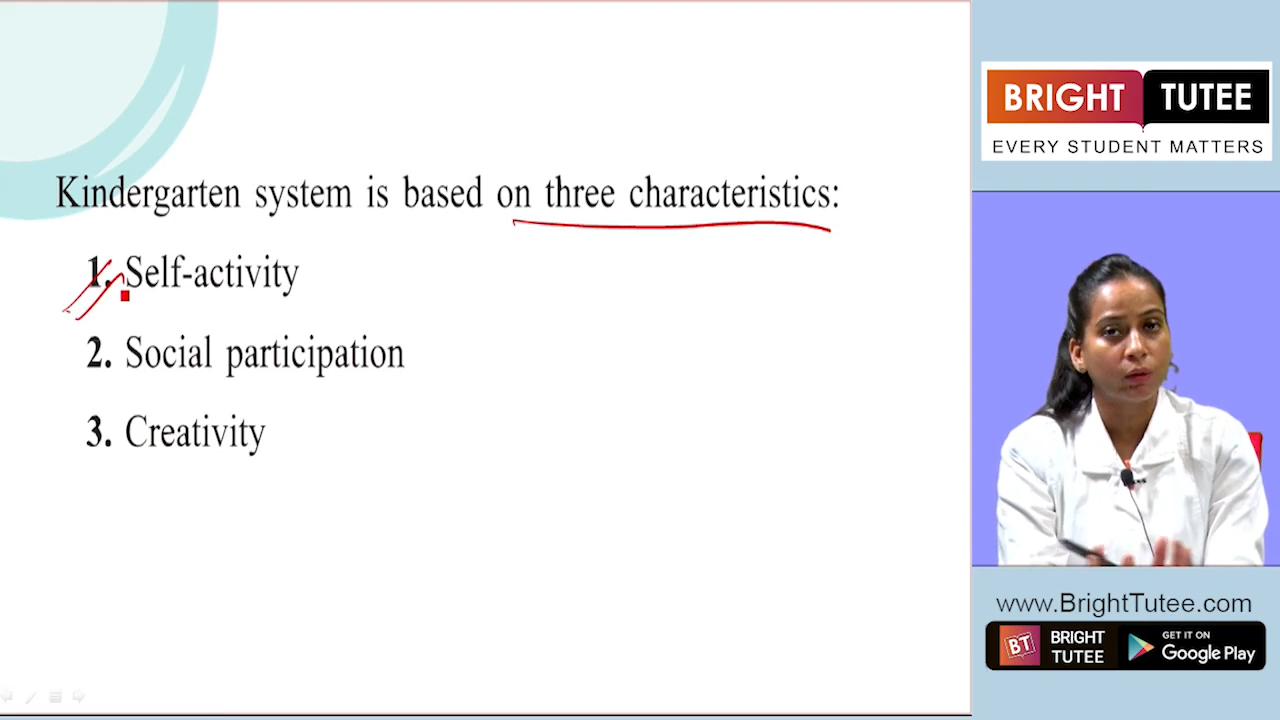 Kindergarten system is based on three characteristics:
1. Self-activity
2. Social participation
3. Creativity
BRIGHT TUTEE
EVERY STUDENT MATTERS
www.BrightTutee.com
BT BRIGHT TUTEE
GET IT ON
Google Play